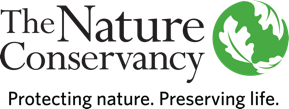 The Nature
Conservancy
Protecting nature. Preserving life.